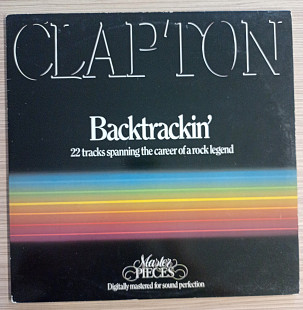 CLAPTON
Backtrackin'
22 tracks spanning the career of a rock legend
Master
PIECES
Digitally mastered for sound perfection